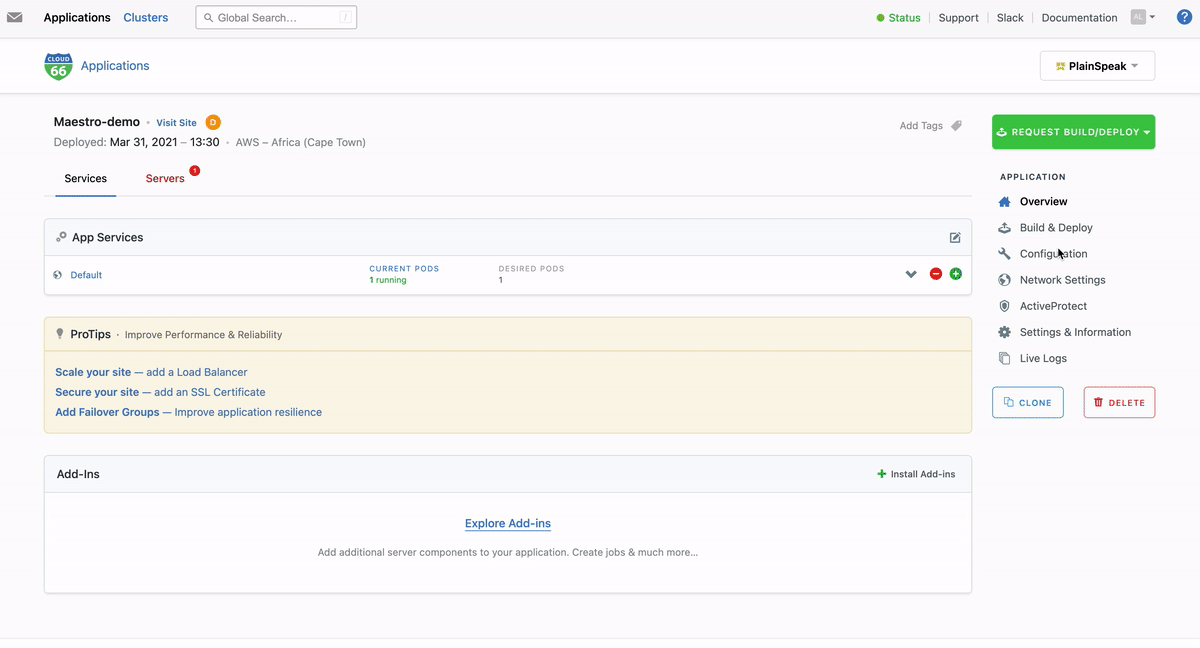 Applications Clusters Global Search... / Status Support Slack Documentation AL ?
CLOUD 66 Applications PlainSpeak
Maestro-demo • Visit Site D
Add Tags
Deployed: Mar 31, 2021 – 13:30 · AWS – Africa (Cape Town)
Services Servers 1
App Services
Default CURRENT PODS DESIRED PODS
1 running 1
ProTips · Improve Performance & Reliability
Scale your site — add a Load Balancer
Secure your site — add an SSL Certificate
Add Failover Groups — Improve application resilience
Add-Ins Install Add-ins
Explore Add-ins
Add additional server components to your application. Create jobs & much more...
REQUEST BUILD/DEPLOY
APPLICATION
Overview
Build & Deploy
Configuration
Network Settings
ActiveProtect
Settings & Information
Live Logs
CLONE DELETE